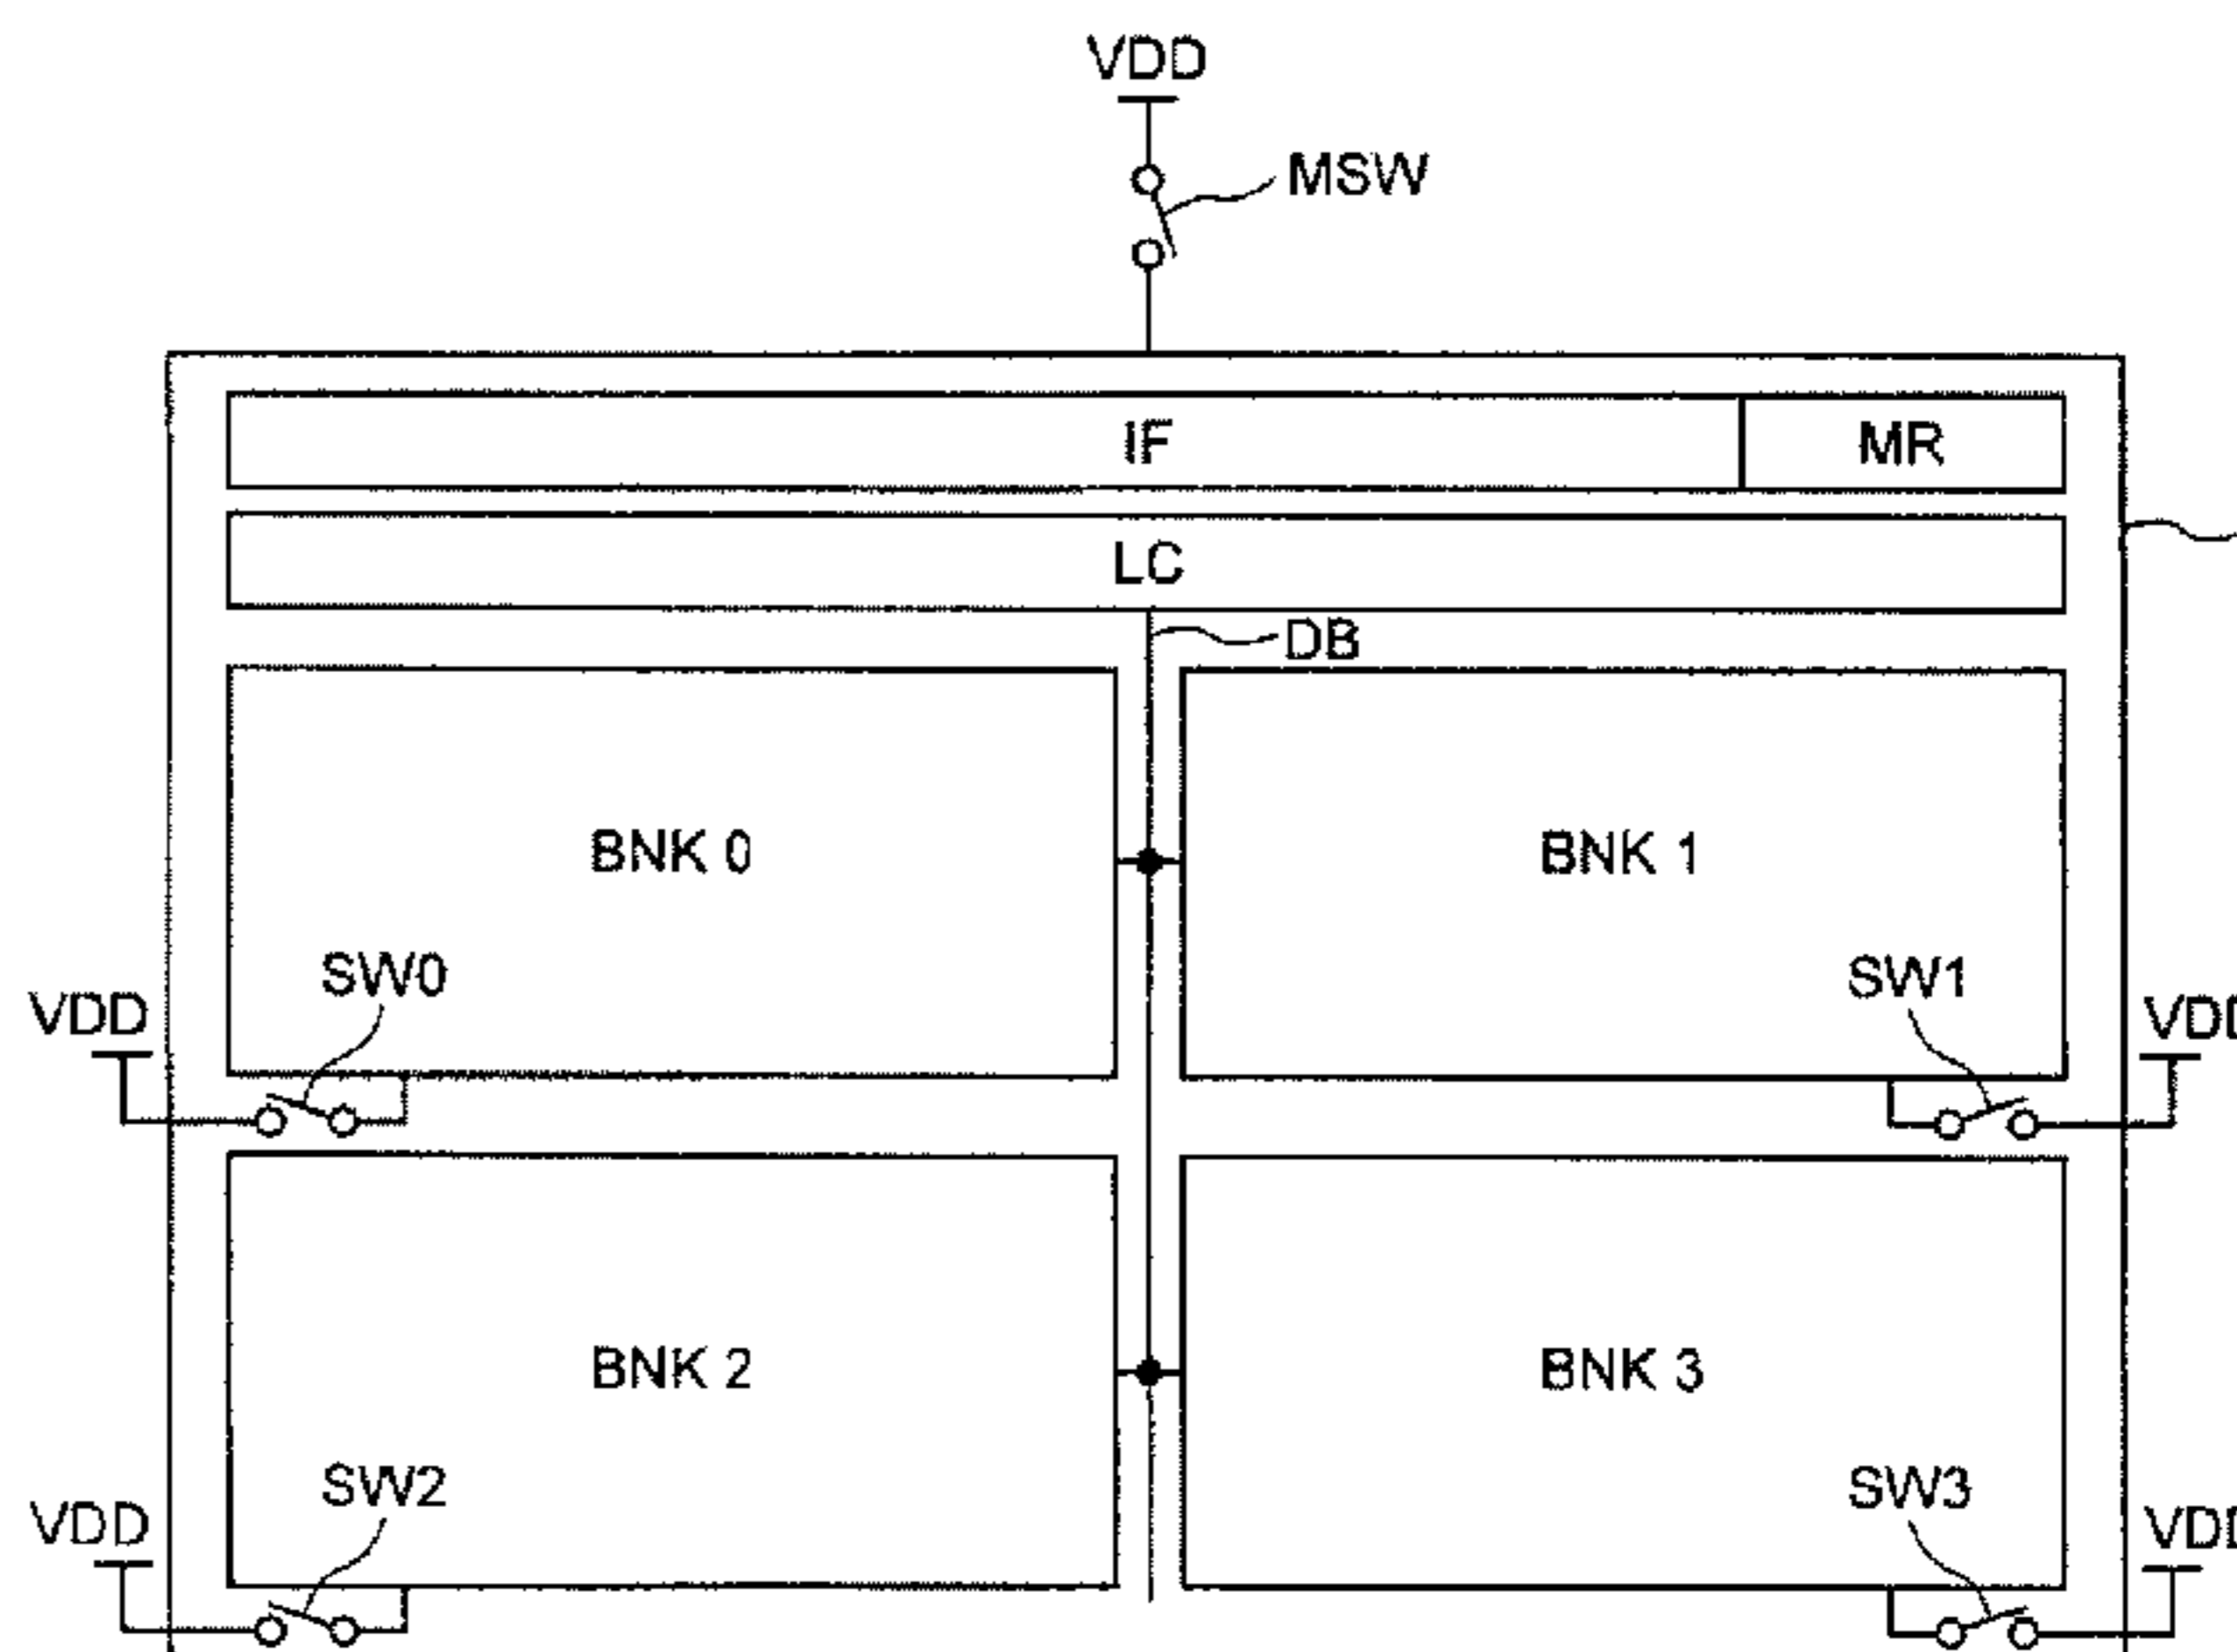 VDD
MSW
IF MR
LC
DB
BNK 0 BNK 1
SW0 SW1
VDD
BNK 2 BNK 3
SW2 SW3
VDD